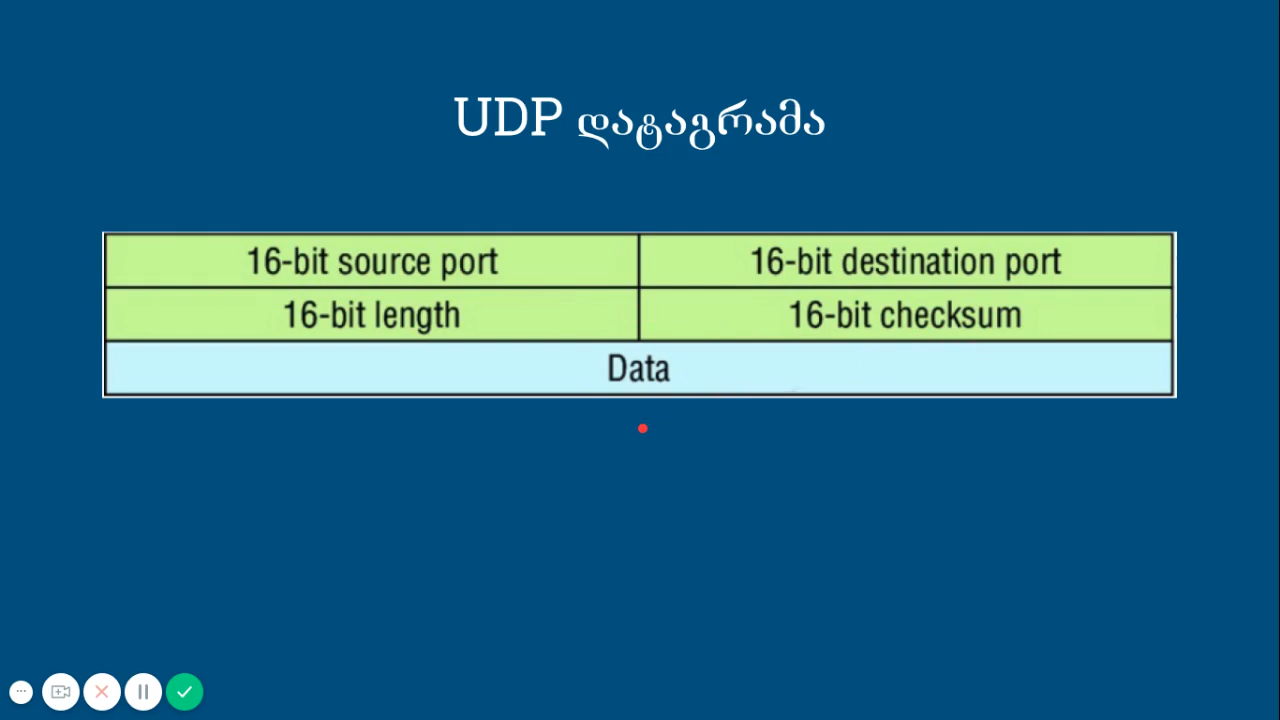 UDP დატაგრამა
16-bit source port 16-bit destination port
16-bit length 16-bit checksum
Data